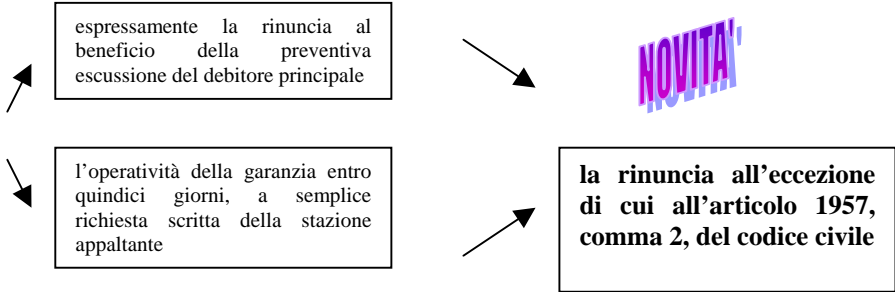 espressamente la rinuncia al
beneficio della preventiva
escussione del debitore principale
NOVITA'
l'operatività della garanzia entro
quindici giorni, a semplice
richiesta scritta della stazione
appaltante
la rinuncia all'eccezione
di cui all'articolo 1957,
comma 2, del codice civile